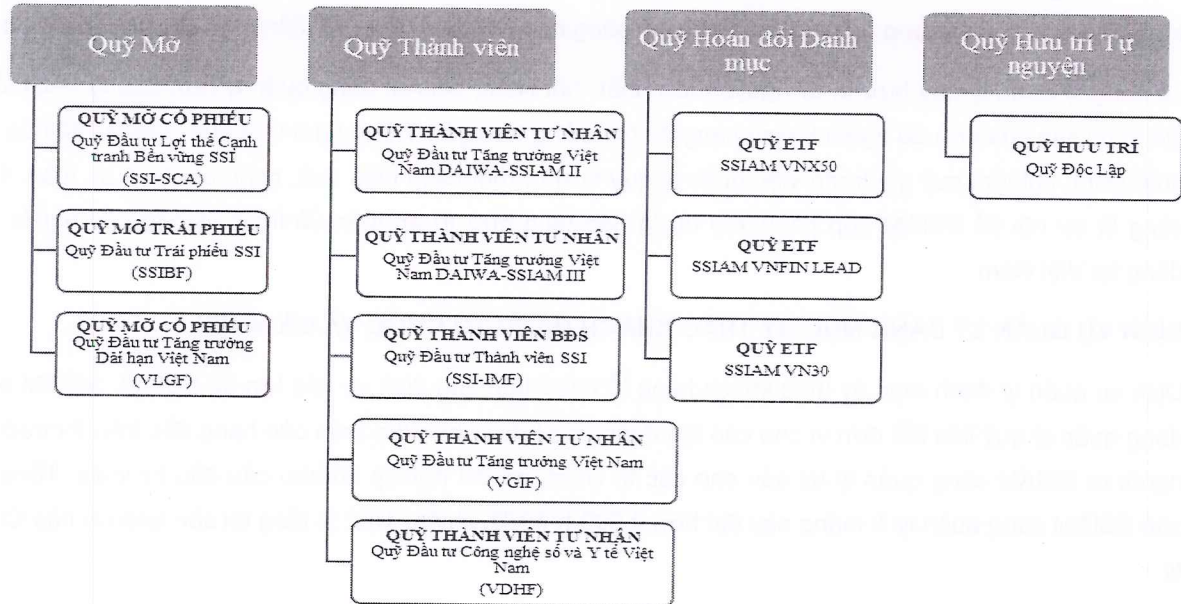 Quỹ Mở
QUỸ MỞ CỔ PHIẾU
Quỹ Đầu tư Lợi thế Cạnh
tranh Bền vững SSI
(SSI-SCA)
QUỸ MỞ TRÁI PHIẾU
Quỹ Đầu tư Trái phiếu SSI
(SSIBF)
QUỸ MỞ CỔ PHIẾU
Quỹ Đầu tư Tăng trưởng
Dài hạn Việt Nam
(VLGF)
Quỹ Thành viên
QUỸ THÀNH VIÊN TƯ NHÂN
Quỹ Đầu tư Tăng trưởng Việt
Nam DAIWA-SSIAM II
QUỸ THÀNH VIÊN TƯ NHÂN
Quỹ Đầu tư Tăng trưởng Việt
Nam DAIWA-SSIAM III
QUỸ THÀNH VIÊN BĐS
Quỹ Đầu tư Thành viên SSI
(SSI-IMF)
QUỸ THÀNH VIÊN TƯ NHÂN
Quỹ Đầu tư Tăng trưởng Việt Nam
(VGIF)
QUỸ THÀNH VIÊN TƯ NHÂN
Quỹ Đầu tư Công nghệ số và Y tế Việt
Nam
(VDHF)
Quỹ Hoán đổi Danh
mục
QUỸ ETF
SSIAM VNX50
QUỸ ETF
SSIAM VNFIN LEAD
QUỸ ETF
SSIAM VN30
Quỹ Hưu trí Tự
nguyện
QUỸ HƯU TRÍ
Quỹ Độc Lập